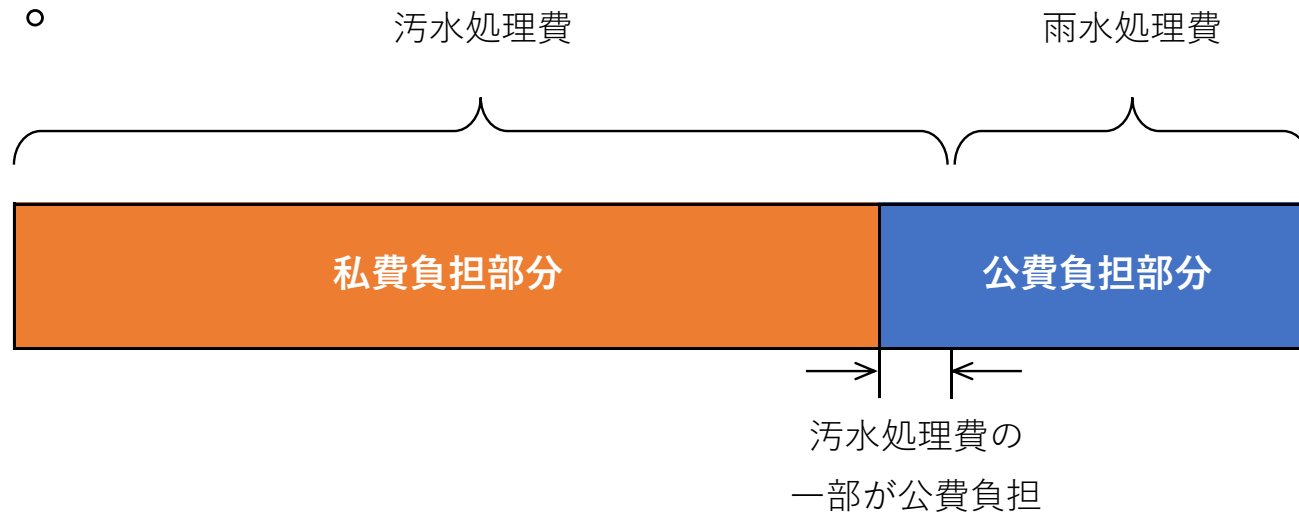 。
汚水処理費
雨水処理費
私費負担部分
公費負担部分
汚水処理費の
一部が公費負担